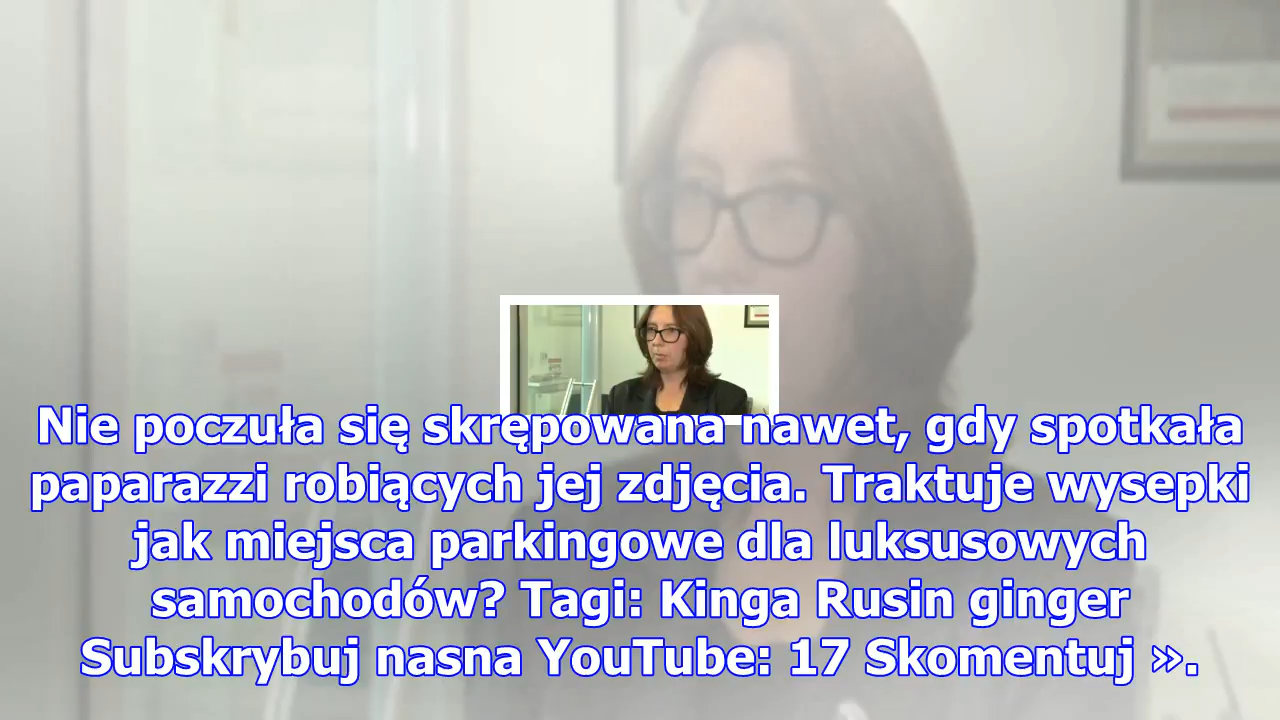 Nie poczuła się skrępowana nawet, gdy spotkała
paparazzi robiących jej zdjęcia. Traktuje wysepki
jak miejsca parkingowe dla luksusowych
samochodów? Tagi: Kinga Rusin ginger
Subskrybuj nasna YouTube: 17 Skomentuj ».